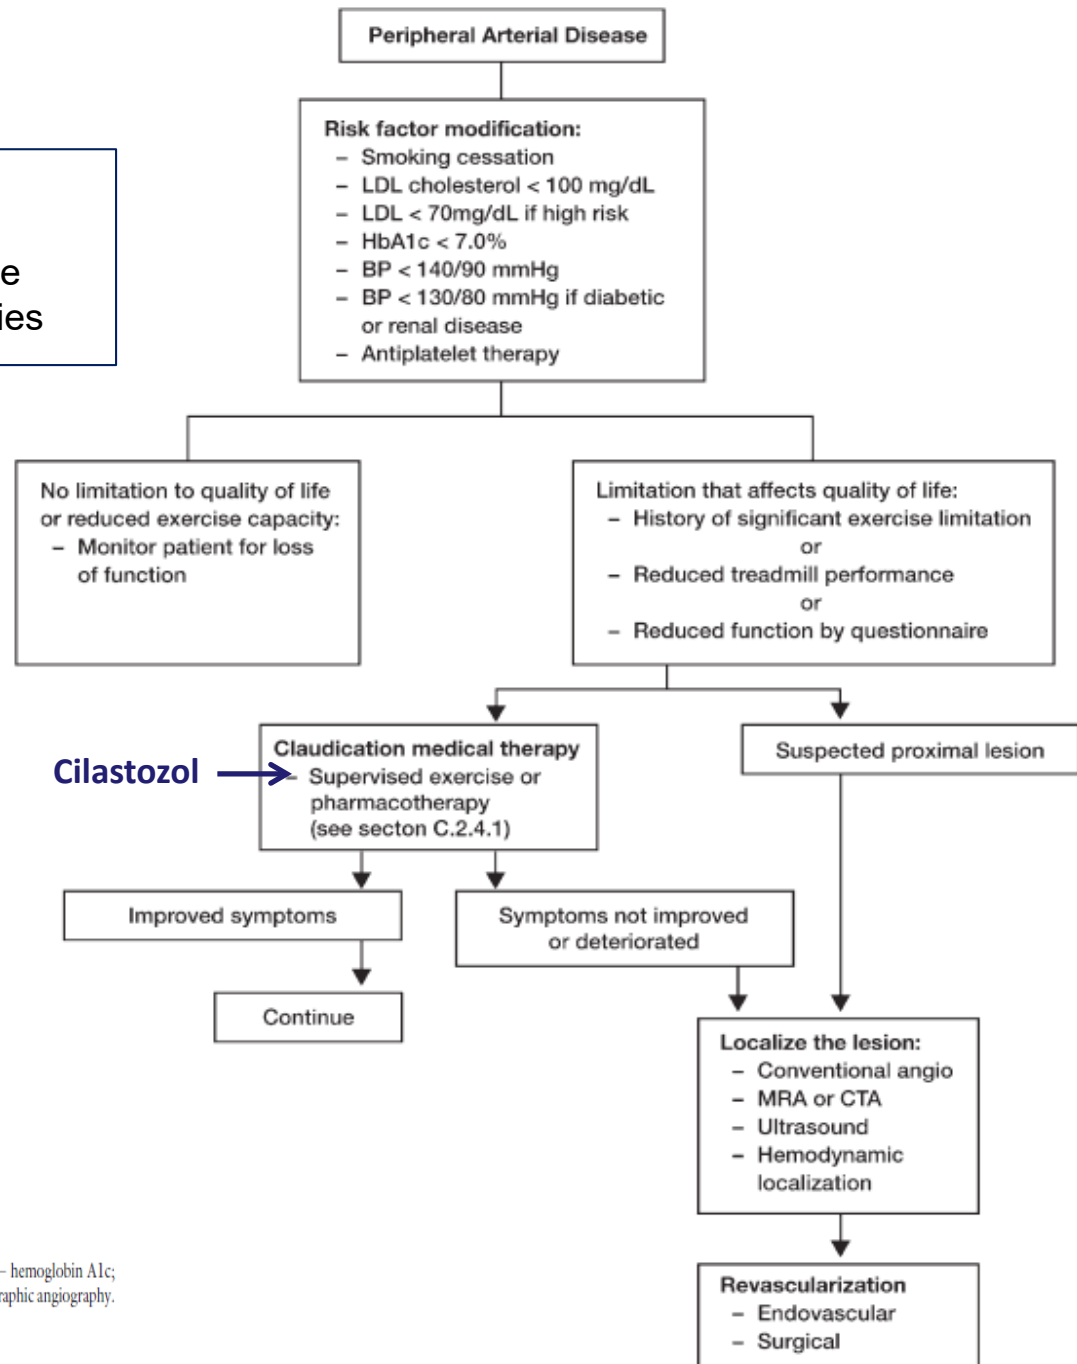 Peripheral Arterial Disease
Risk factor modification:
– Smoking cessation
– LDL cholesterol < 100 mg/dL
– LDL < 70mg/dL if high risk
– HbA1c < 7.0%
– BP < 140/90 mmHg
– BP < 130/80 mmHg if diabetic
or renal disease
– Antiplatelet therapy
e
ies
No limitation to quality of life
or reduced exercise capacity:
– Monitor patient for loss
of function
Limitation that affects quality of life:
– History of significant exercise limitation
or
– Reduced treadmill performance
or
– Reduced function by questionnaire
Cilastozol
Claudication medical therapy
– Supervised exercise or
pharmacotherapy
(see secton C.2.4.1)
Suspected proximal lesion
Improved symptoms
Symptoms not improved
or deteriorated
Continue
Localize the lesion:
– Conventional angio
– MRA or CTA
– Ultrasound
– Hemodynamic
localization
– hemoglobin A1c;
raphic angiography.
Revascularization
– Endovascular
– Surgical